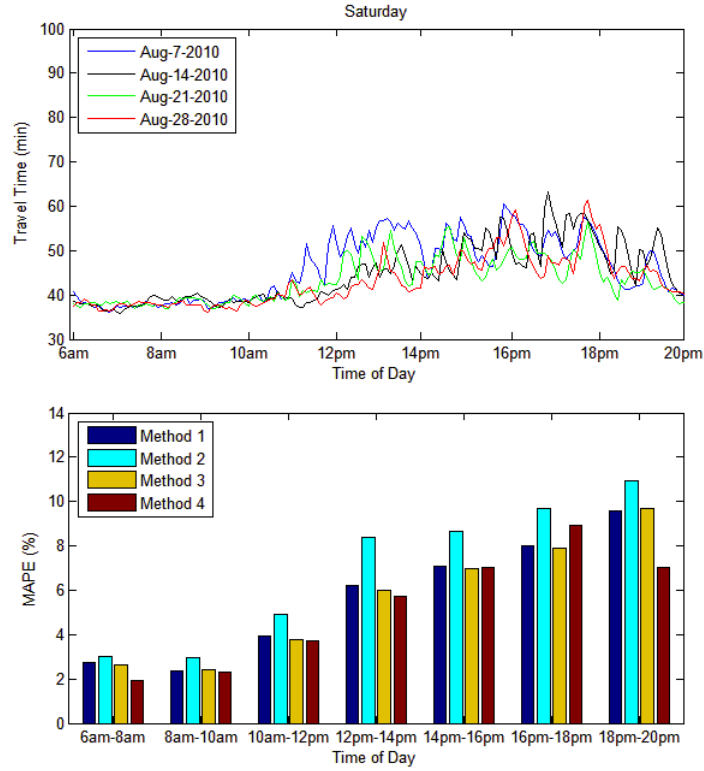 Saturday
100
90
80
70
60
50
40
30
Travel Time (min)
Aug-7-2010
Aug-14-2010
Aug-21-2010
Aug-28-2010
6am 8am 10am 12pm 14pm 16pm 18pm 20pm
Time of Day
14
12
10
8
6
4
2
0
MAPE (%)
Method 1
Method 2
Method 3
Method 4
6am-8am 8am-10am 10am-12pm 12pm-14pm 14pm-16pm 16pm-18pm 18pm-20pm
Time of Day